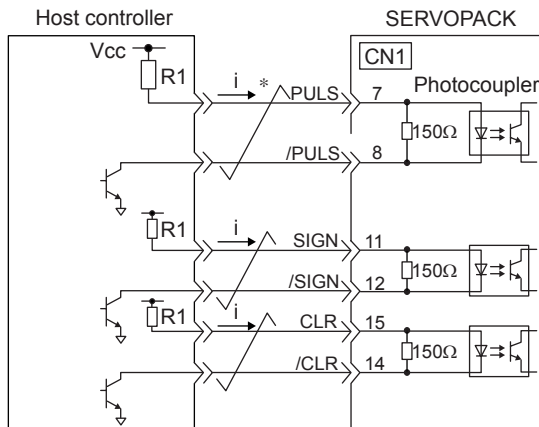 Host controller
SERVOPACK
Vcc
CN1
R1
i
*
PULS
7
Photocoupler
150Ω
/PULS
8
R1
i
SIGN
11
/SIGN
12
150Ω
R1
i
CLR
15
/CLR
14
150Ω